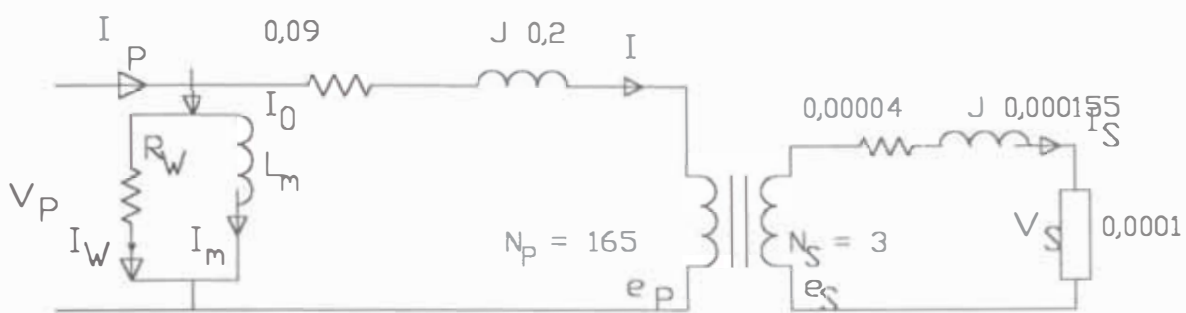 I P
0,09
J 0,2
I
I0
RW
Lm
VP
IW
Im
NP = 165
eP
0,00004
J 0,000155
IS
NS = 3
eS
VS
0,0001